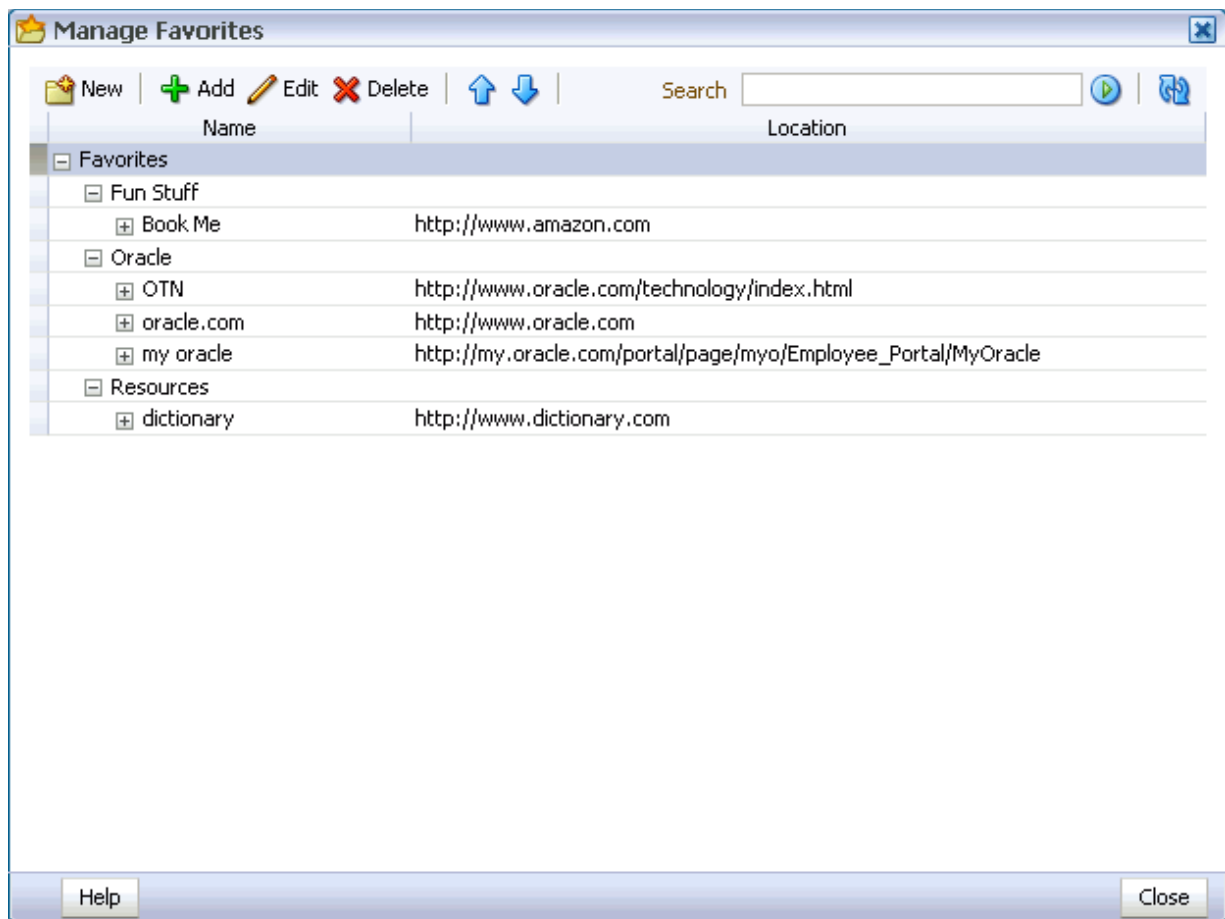 Manage Favorites
New Add Edit Delete Search
Name Location
Favorites
Fun Stuff
Book Me http://www.amazon.com
Oracle
OTN http://www.oracle.com/technology/index.html
oracle.com http://www.oracle.com
my oracle http://my.oracle.com/portal/page/myo/Employee_Portal/MyOracle
Resources
dictionary http://www.dictionary.com
Help Close